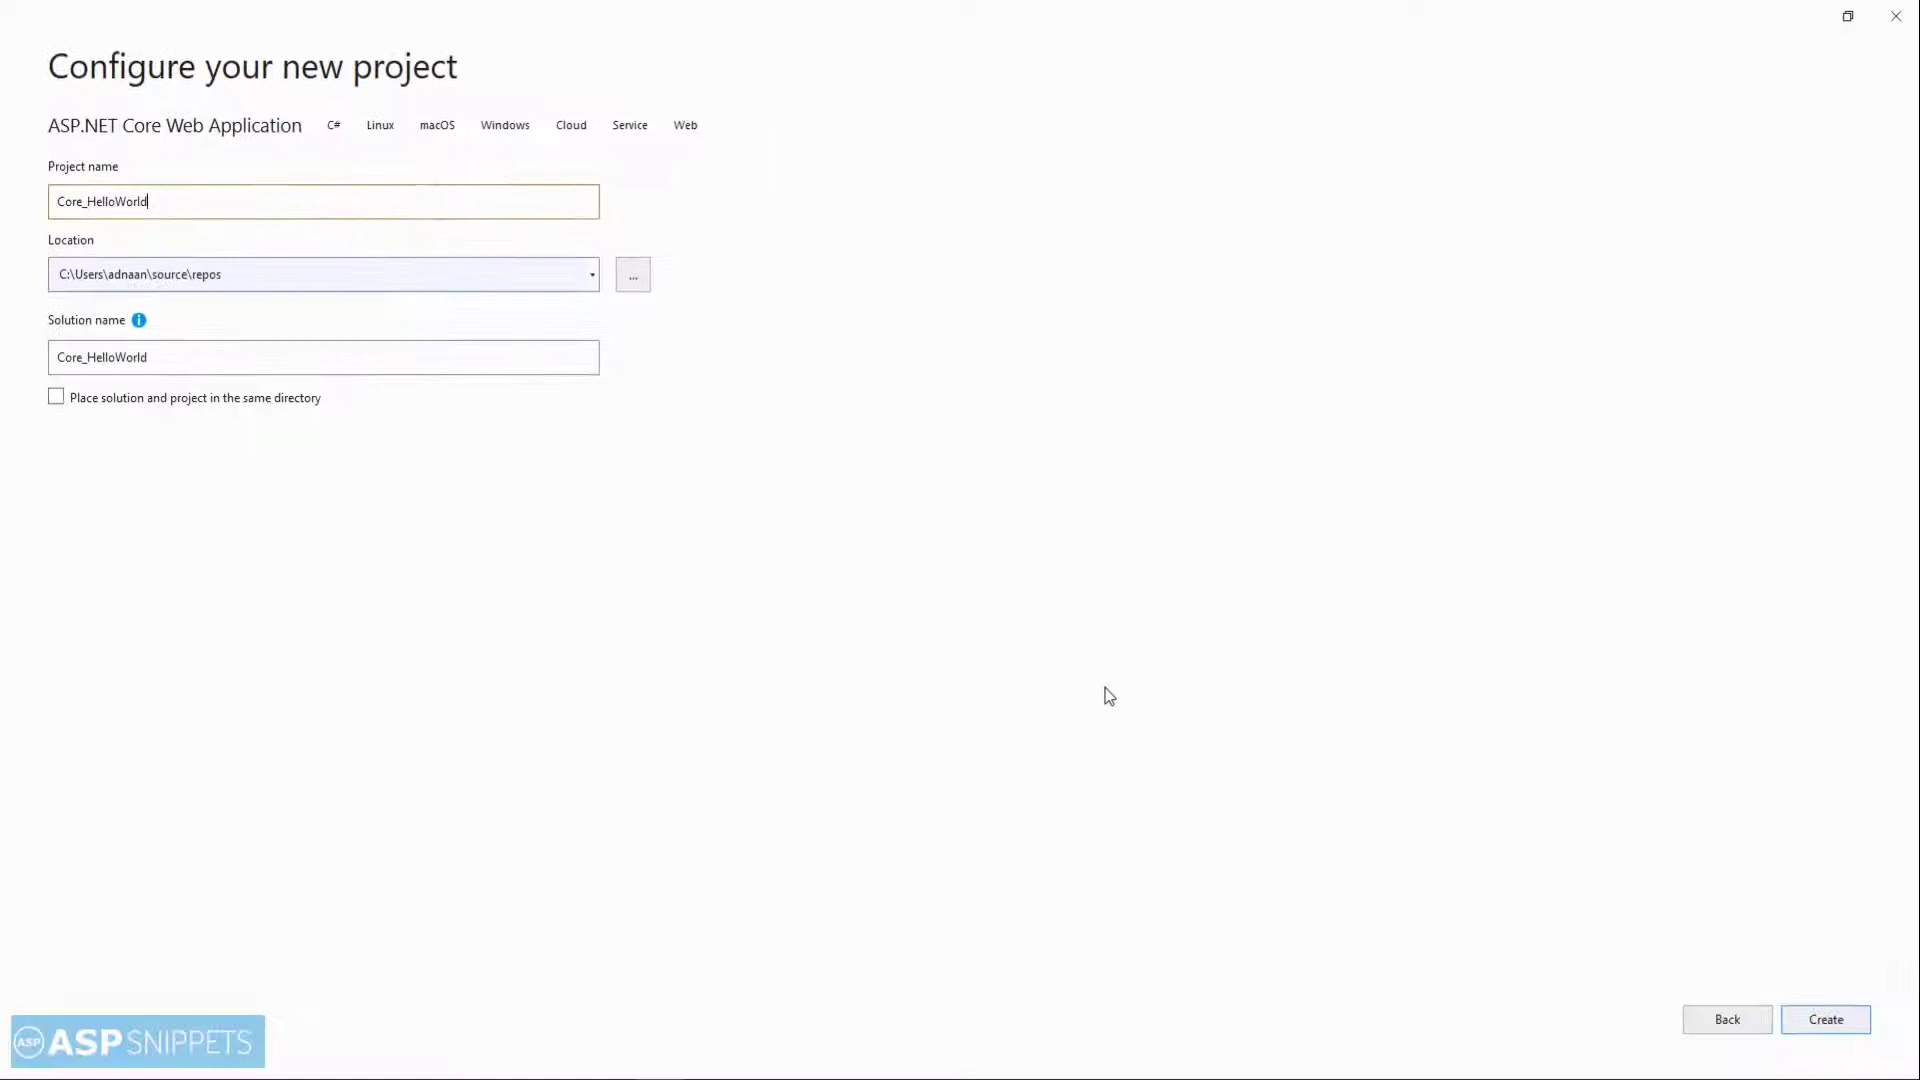 Configure your new project
ASP.NET Core Web Application C# Linux macOS Windows Cloud Service Web
Project name
Core_HelloWorld
Location
C:\Users\adnaan\source\repos
...
Solution name
Core_HelloWorld
Place solution and project in the same directory
Back Create
ASP ASPSNIPPETS